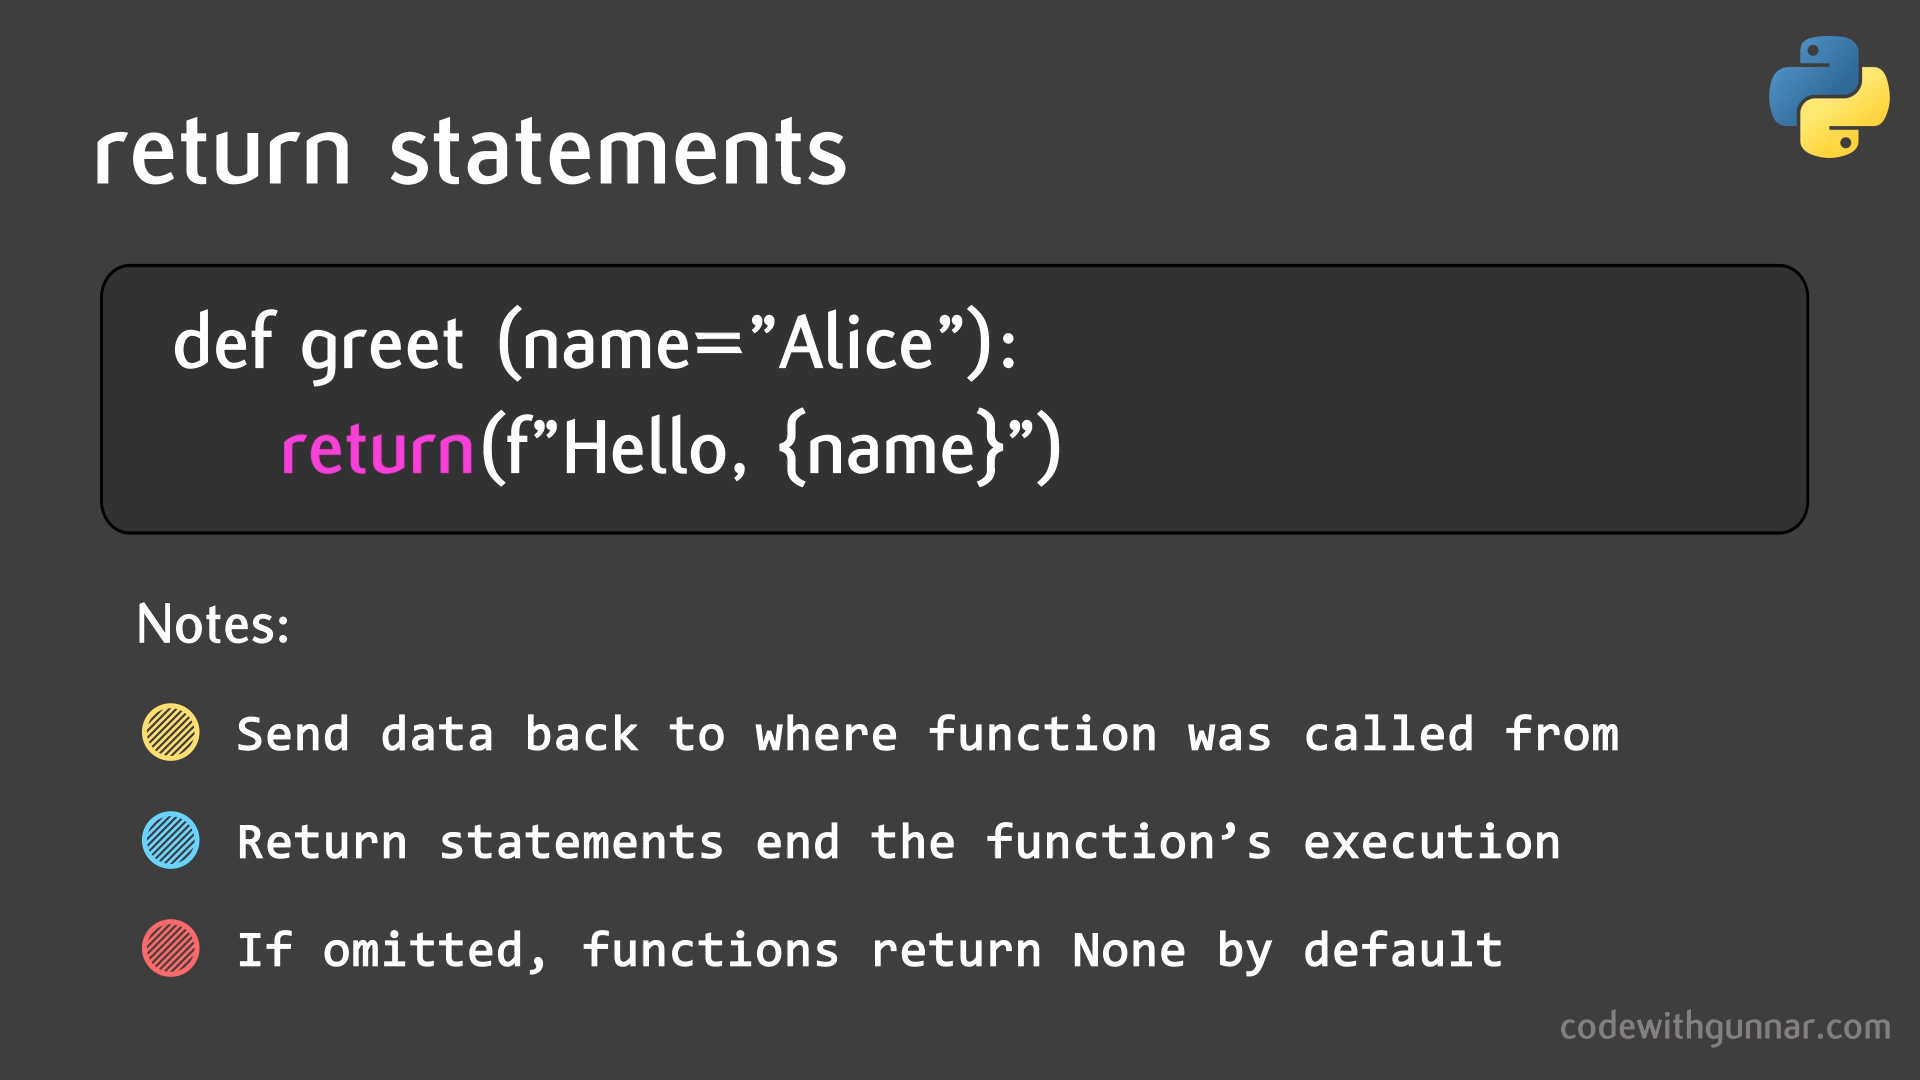 return statements
def greet (name=”Alice”):
return(f”Hello, {name}”)
Notes:
Send data back to where function was called from
Return statements end the function’s execution
If omitted, functions return None by default
codewithgunnar.com